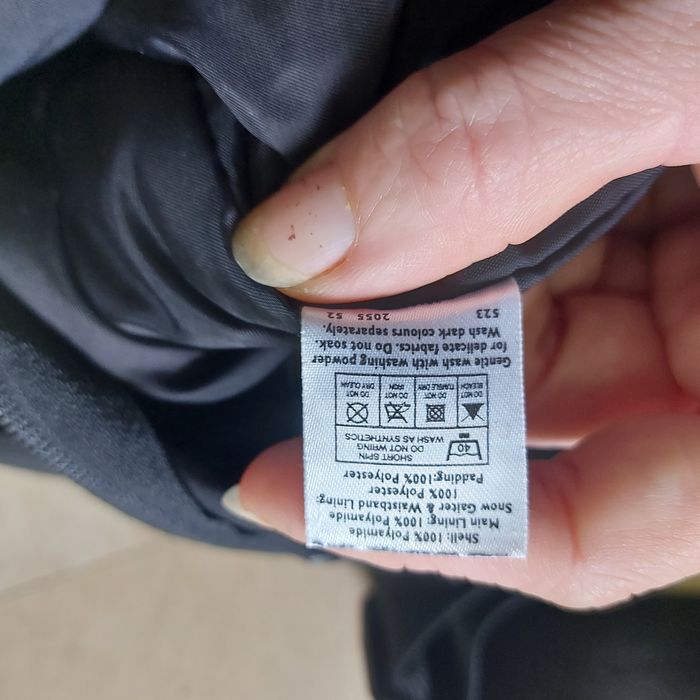 Shell: 100% Polyamide
Main Lining: 100% Polyamide
Snow Gaiter & Waistband Lining:
100% Polyester
Padding: 100% Polyester
40
SHORT SPIN
DO NOT WRING
WASH AS SYNTHETICS
DO NOT BLEACH
DO NOT TUMBLE DRY
DO NOT IRON
DO NOT DRY CLEAN
Gentle wash with washing powder
for delicate fabrics. Do not soak.
Wash dark colours separately.
523 2055 52